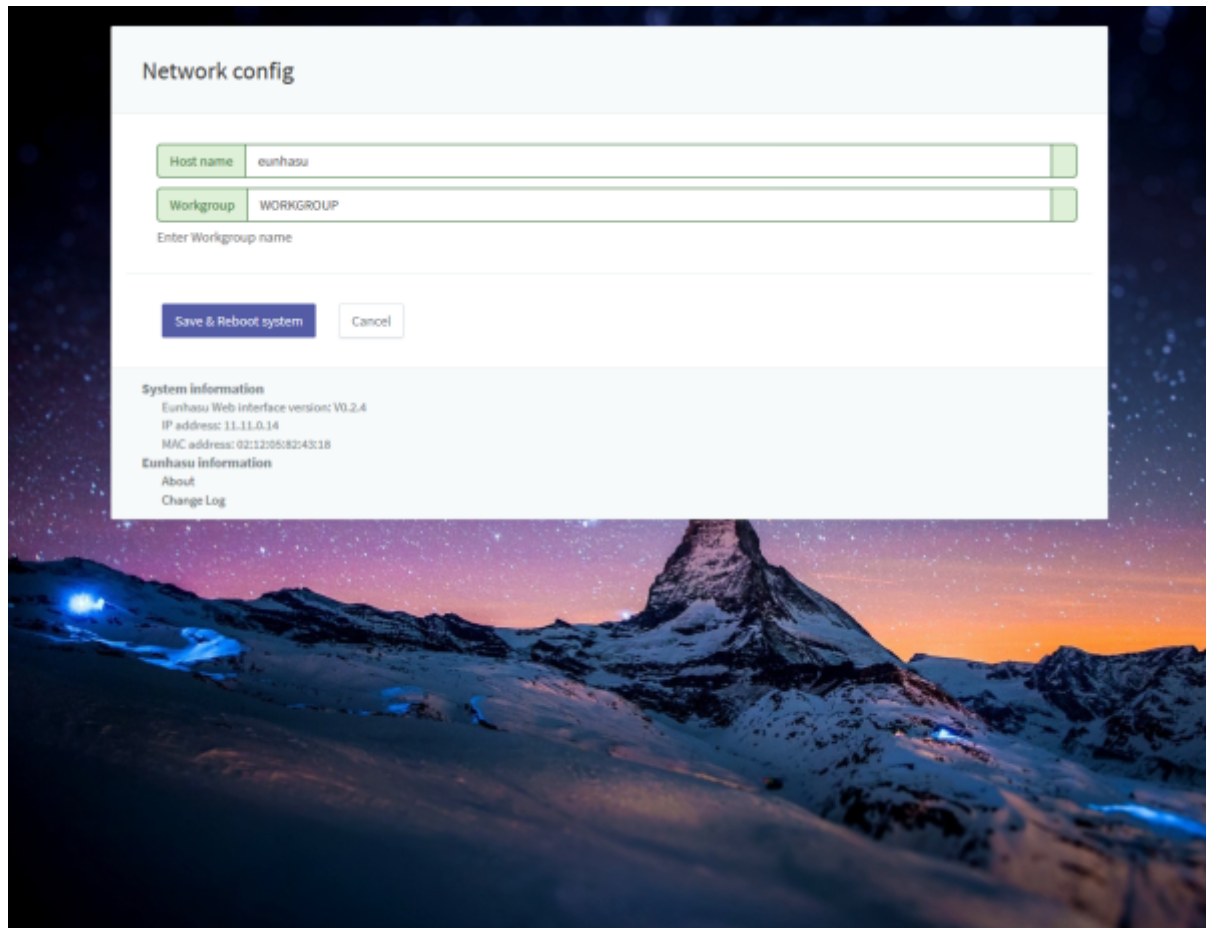 Network config
Host name eunhasu
Workgroup WORKGROUP
Enter Workgroup name
Save & Reboot system Cancel
System information
Eunhasu Web interface version: V0.2.4
IP address: 11.11.0.14
MAC address: 02:12:05:82:43:18
Eunhasu information
About
Change Log